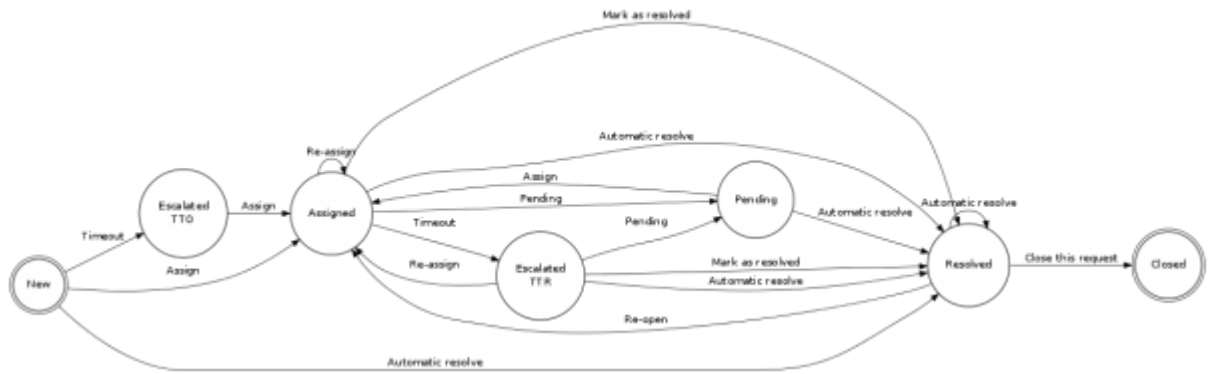 Mark as resolved
Automatic resolve
Re-assign
Assign
Escalated
TTO
Assign
Assigned
Pending
Pending
Automatic resolve
Automatic resolve
Timeout
Pending
Timeout
Re-assign
Escalated
TTR
Mark as resolved
Resolved
Close this request
Closed
Assign
New
Automatic resolve
Re-open
Automatic resolve